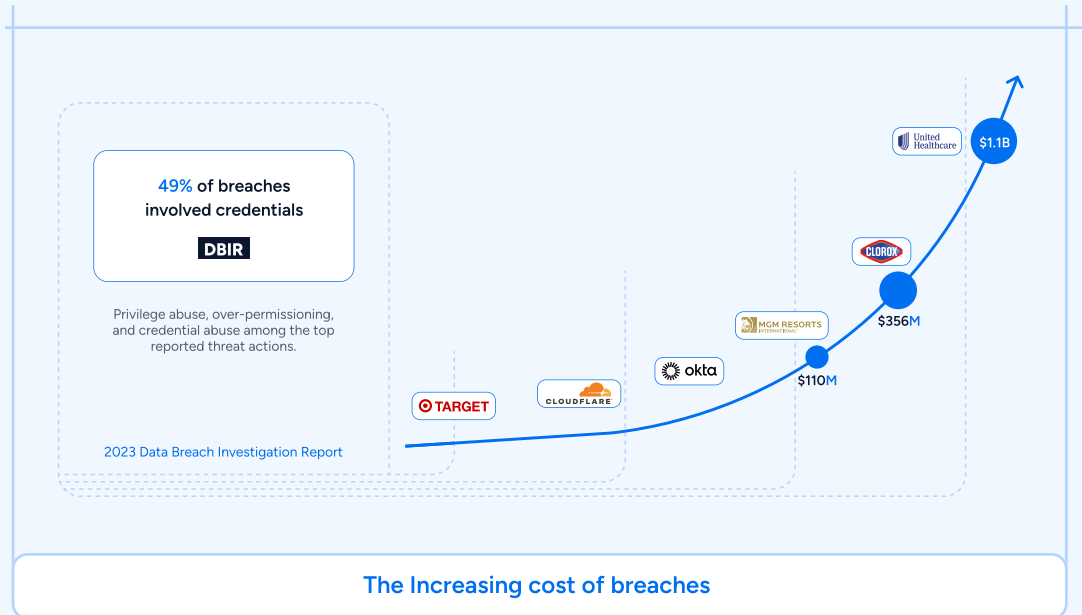 49% of breaches
involved credentials
DBIR
Privilege abuse, over-permissioning,
and credential abuse among the top
reported threat actions.
2023 Data Breach Investigation Report
TARGET
CLOUDFLARE
okta
MGM RESORTS
INTERNATIONAL
$110M
CLOROX
$356M
United
Healthcare
$1.1B
The Increasing cost of breaches